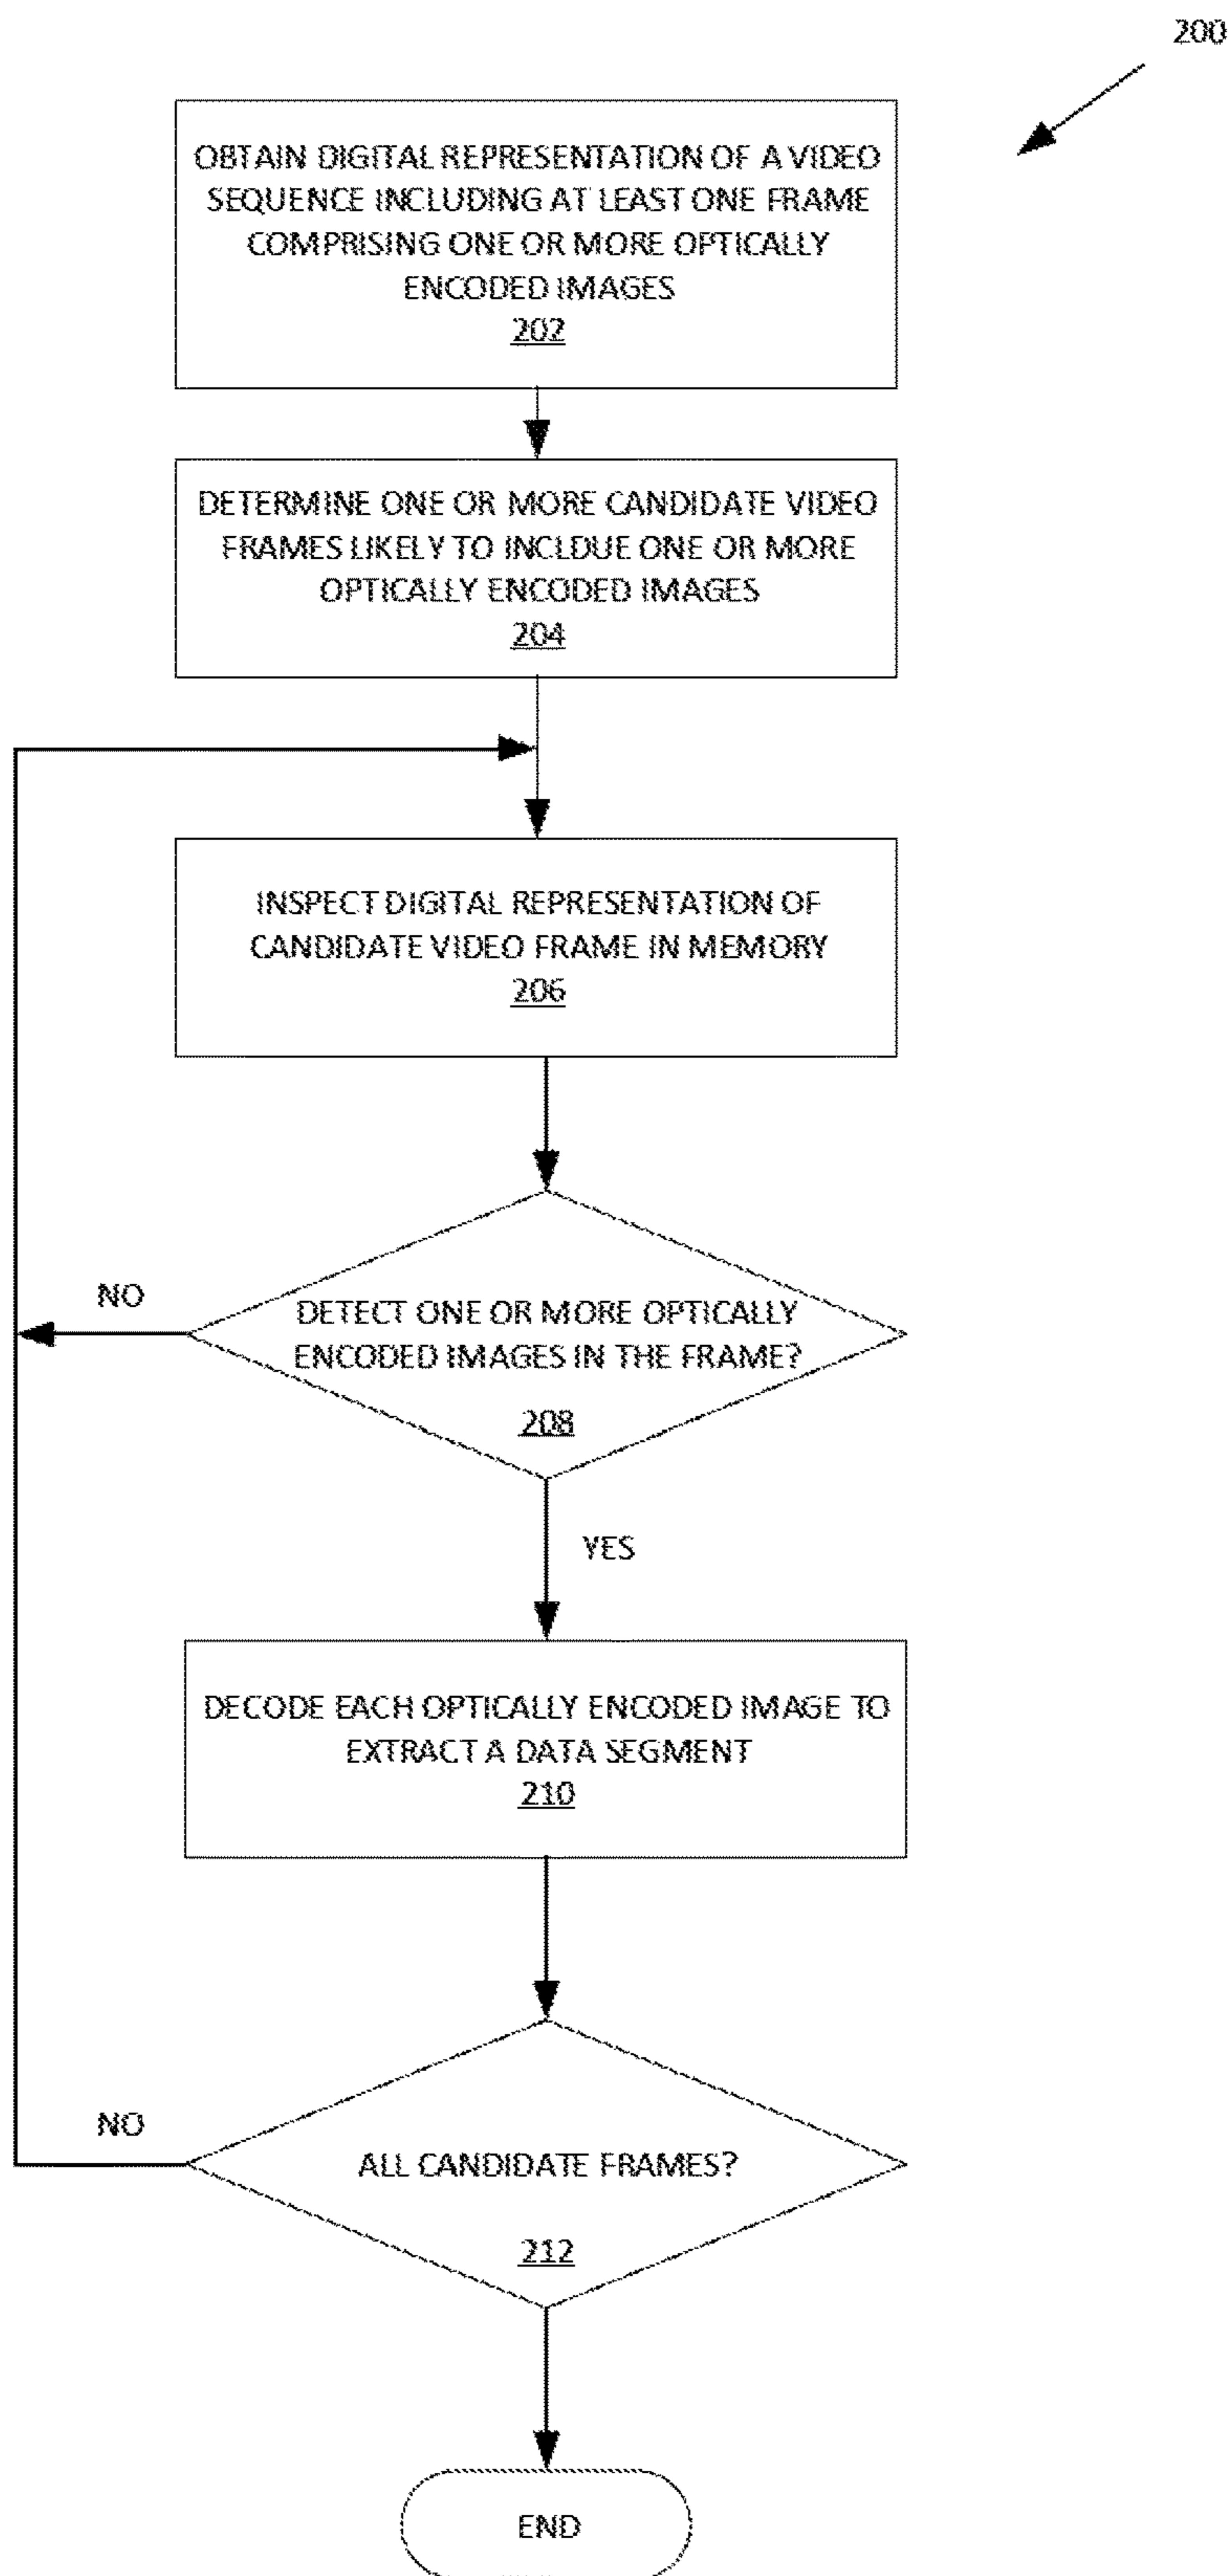 200
OBTAIN DIGITAL REPRESENTATION OF A VIDEO
SEQUENCE INCLUDING AT LEAST ONE FRAME
COMPRISING ONE OR MORE OPTICALLY
ENCODED IMAGES
202
DETERMINE ONE OR MORE CANDIDATE VIDEO
FRAMES LIKELY TO INCLDUE ONE OR MORE
OPTICALLY ENCODED IMAGES
204
INSPECT DIGITAL REPRESENTATION OF
CANDIDATE VIDEO FRAME IN MEMORY
206
NO
DETECT ONE OR MORE OPTICALLY
ENCODED IMAGES IN THE FRAME?
208
YES
DECODE EACH OPTICALLY ENCODED IMAGE TO
EXTRACT A DATA SEGMENT
210
NO
ALL CANDIDATE FRAMES?
212
END